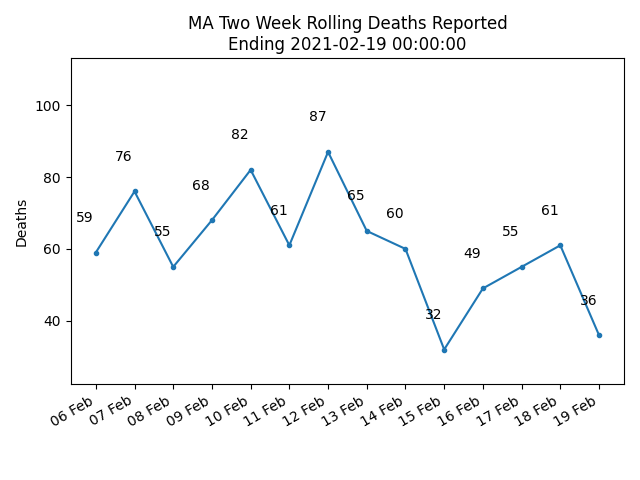 MA Two Week Rolling Deaths Reported
Ending 2021-02-19 00:00:00
Deaths
100
80
60
40
59
76
55
68
82
61
87
65
60
32
49
55
61
36
06 Feb
07 Feb
08 Feb
09 Feb
10 Feb
11 Feb
12 Feb
13 Feb
14 Feb
15 Feb
16 Feb
17 Feb
18 Feb
19 Feb